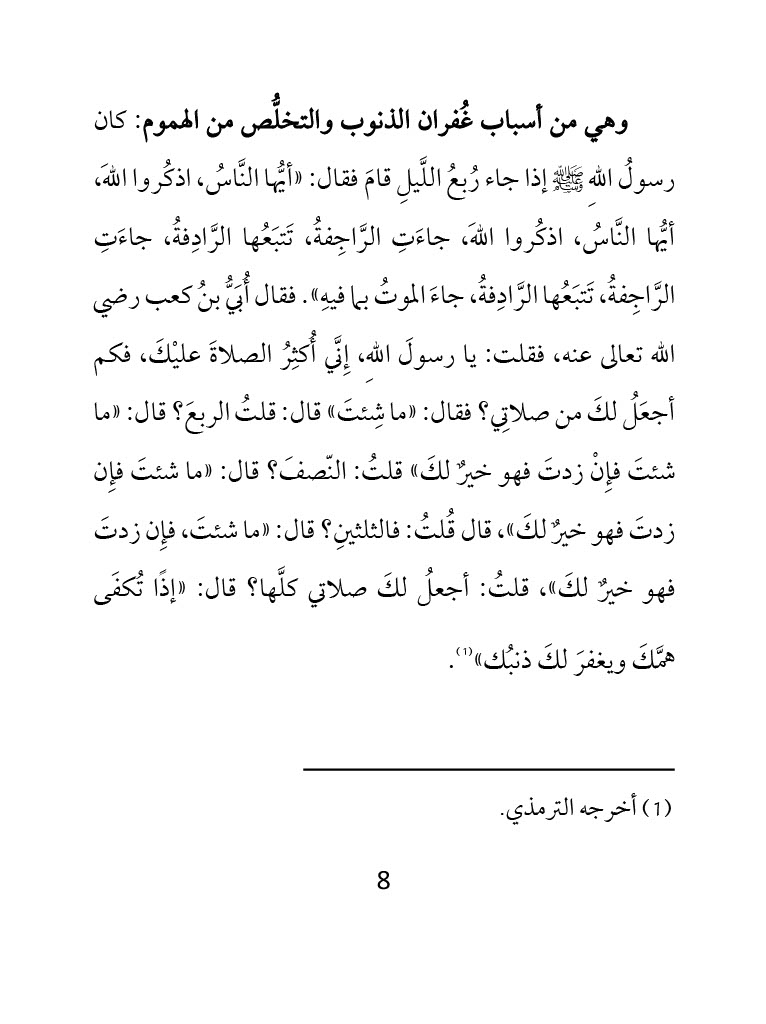 وهي من أسباب غُفران الذنوب والتخلُّص من الهموم: كان
رسولُ اللهِ ﷺ إذا جاء رُبعُ اللَّيلِ قامَ فقال: «أيُّها النَّاسُ، اذكُروا اللهَ،
أيُّها النَّاسُ، اذكُروا اللهَ، جاءَتِ الرَّاجِفةُ، تَتبَعُها الرَّادِفةُ، جاءَتِ
الرَّاجِفةُ، تَتبَعُها الرَّادِفةُ، جاءَ الموتُ بما فيهِ». فقال أُبَيُّ بنُ كعب رضي
الله تعالى عنه، فقلت: يا رسولَ اللهِ، إِنَّي أُكثِرُ الصلاةَ عليْكَ، فكم
أجعَلُ لكَ من صلاتِي؟ فقال: «ما شِئتَ» قال: قلتُ الربعَ؟ قال: «ما
شئتَ فإِنْ زدتَ فهو خيرٌ لكَ» قلتُ: النّصفَ؟ قال: «ما شئتَ فإِن
زدتَ فهو خيرٌ لكَ»، قال قُلتُ: فالثلثينِ؟ قال: «ما شئتَ، فإِن زدتَ
فهو خيرٌ لكَ»، قلتُ: أجعلُ لكَ صلاتي كلَّها؟ قال: «إذًا تُكفَى
همَّكَ ويغفرَ لكَ ذنبُك»(1).
(1) أخرجه الترمذي.
8